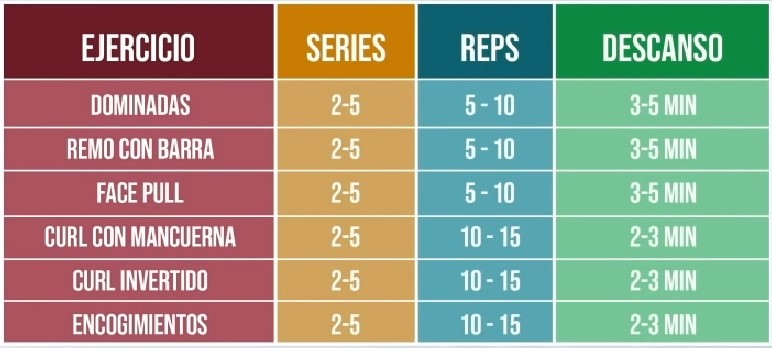 EJERCICIO SERIES REPS DESCANSO
DOMINADAS 2-5 5 - 10 3-5 MIN
REMO CON BARRA 2-5 5 - 10 3-5 MIN
FACE PULL 2-5 5 - 10 3-5 MIN
CURL CON MANCUERNA 2-5 10 - 15 2-3 MIN
CURL INVERTIDO 2-5 10 - 15 2-3 MIN
ENCOGIMIENTOS 2-5 10 - 15 2-3 MIN